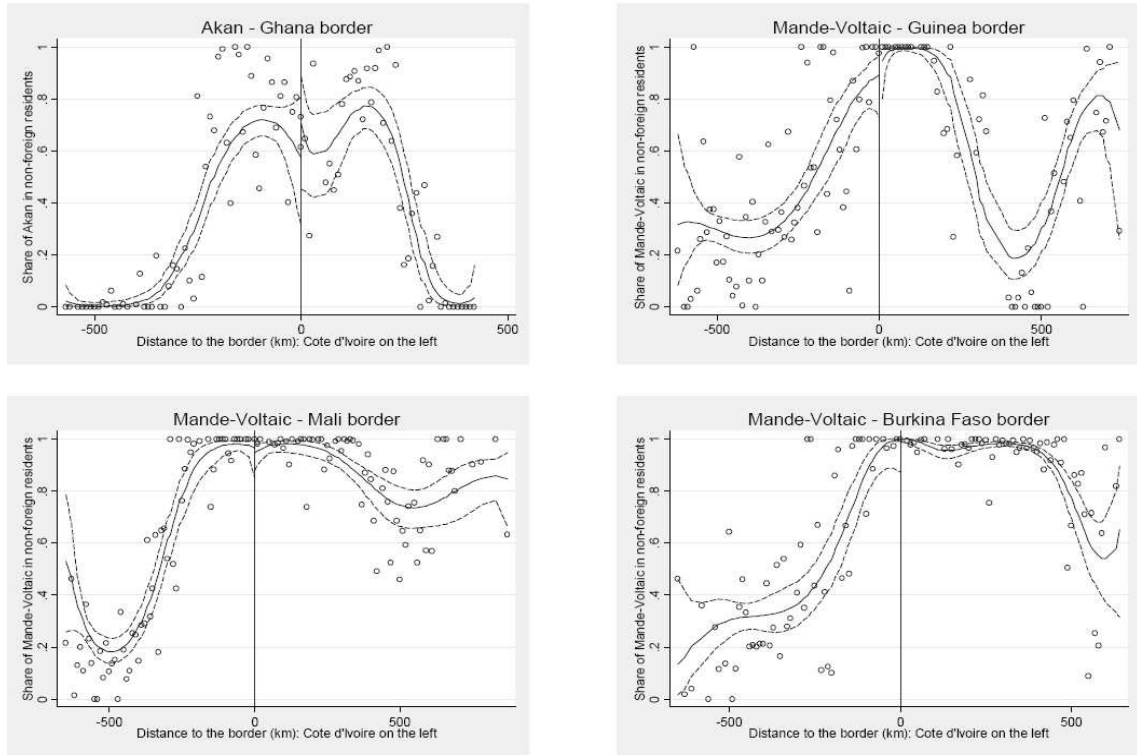 Akan - Ghana border
Share of Akan in non-foreign residents
1
.8
.6
.4
.2
0
-500 0 500
Distance to the border (km): Cote d'Ivoire on the left
Mande-Voltaic - Guinea border
Share of Mande-Voltaic in non-foreign residents
1
.8
.6
.4
.2
0
-500 0 500
Distance to the border (km): Cote d'Ivoire on the left
Mande-Voltaic - Mali border
Share of Mande-Voltaic in non-foreign residents
1
.8
.6
.4
.2
0
-500 0 500
Distance to the border (km): Cote d'Ivoire on the left
Mande-Voltaic - Burkina Faso border
Share of Mande-Voltaic in non-foreign residents
1
.8
.6
.4
.2
0
-500 0 500
Distance to the border (km): Cote d'Ivoire on the left